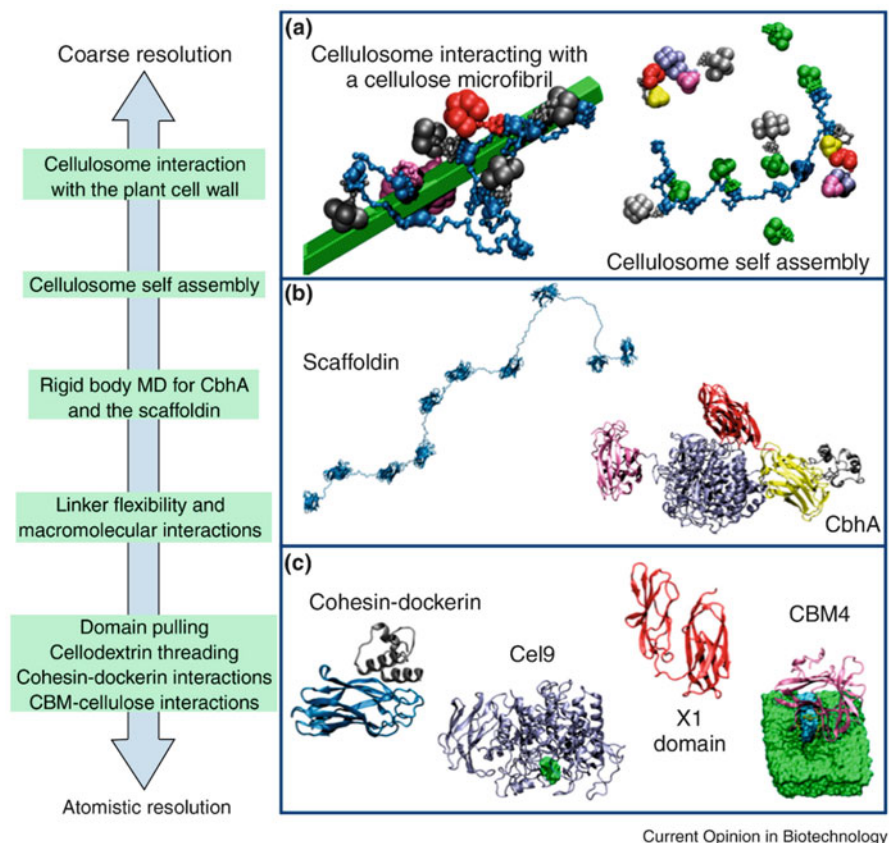 Coarse resolution
Cellulosome interaction
with the plant cell wall
Cellulosome self assembly
Rigid body MD for CbhA
and the scaffoldin
Linker flexibility and
macromolecular interactions
Domain pulling
Cellodextrin threading
Cohesin-dockerin interactions
CBM-cellulose interactions
Atomistic resolution
(a)
Cellulosome interacting with
a cellulose microfibril
Cellulosome self assembly
(b)
Scaffoldin
CbhA
(c)
Cohesin-dockerin
Cel9
X1
domain
CBM4
Current Opinion in Biotechnology